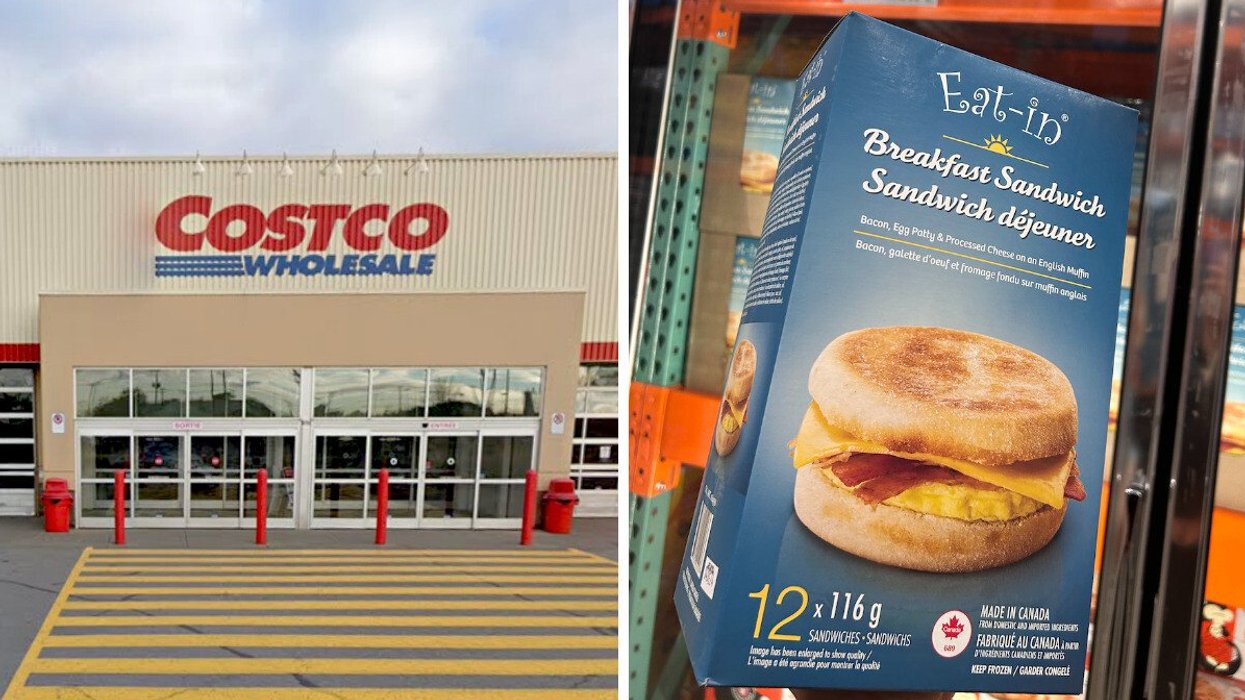 COSTCO
WHOLESALE
SORTIE
ENTRÉE
Eat-in®
Breakfast Sandwich
Sandwich déjeuner
Bacon, Egg Patty & Processed Cheese on an English Muffin
Bacon, galette d'oeuf et fromage fondu sur muffin anglais
12 x 116 g
SANDWICHES • SANDWICHS
Image has been enlarged to show quality /
L'image a été agrandie pour montrer la qualité
Canada
689
MADE IN CANADA
FROM DOMESTIC AND IMPORTED INGREDIENTS
FABRIQUÉ AU CANADA À PARTIR
D'INGRÉDIENTS CANADIENS ET IMPORTÉS
KEEP FROZEN / GARDER CONGELÉ